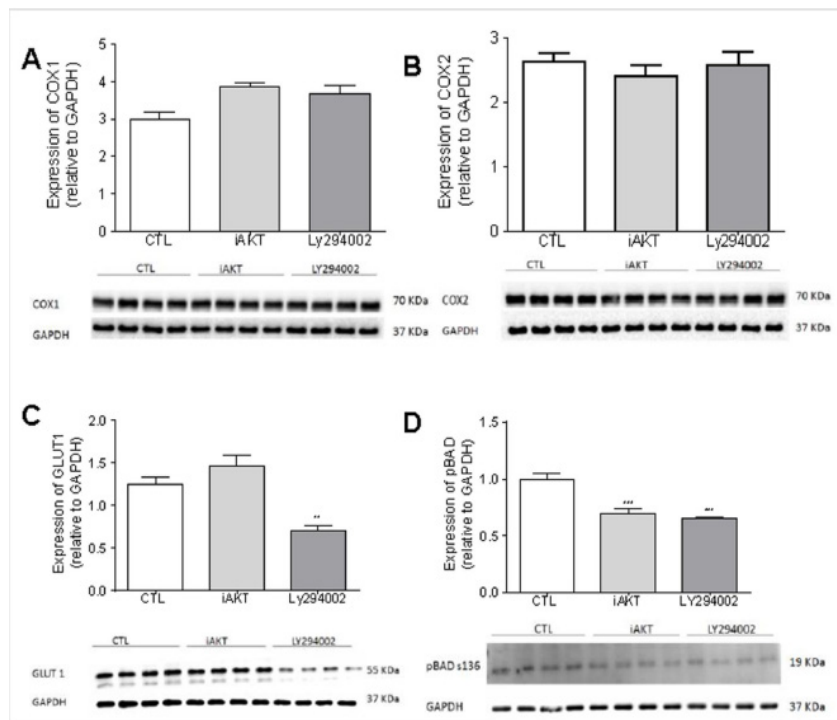 A
Expression of COX1
(relative to GAPDH)
5
4
3
2
1
0
CTL iAKT Ly294002
CTL iAKT LY294002
COX1 70 KDa
GAPDH 37 KDa
B
Expression of COX2
(relative to GAPDH)
3
2
1
0
CTL iAKT Ly294002
CTL iAKT LY294002
COX2 70 KDa
GAPDH 37 KDa
C
Expression of GLUT1
(relative to GAPDH)
2.0
1.5
1.0
0.5
0.0
**
CTL iAKT Ly294002
CTL iAKT LY294002
GLUT 1 55 KDa
GAPDH 37 KDa
D
Expression of pBAD
(relative to GAPDH)
1.5
1.0
0.5
0.0
*** ***
CTL iAKT LY294002
CTL iAKT LY294002
pBAD s136 19 KDa
GAPDH 37 KDa